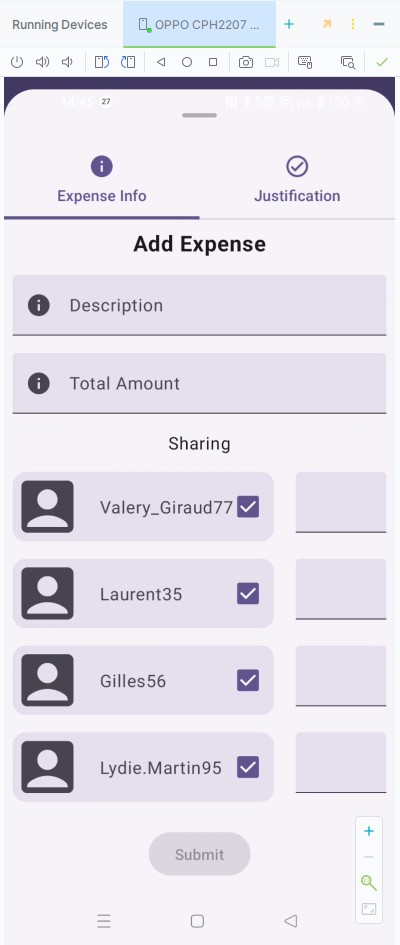 Running Devices
OPPO CPH2207 ...
14:45 27
100 %
Expense Info
Justification
Add Expense
Description
Total Amount
Sharing
Valery_Giraud77
Laurent35
Gilles56
Lydie.Martin95
Submit